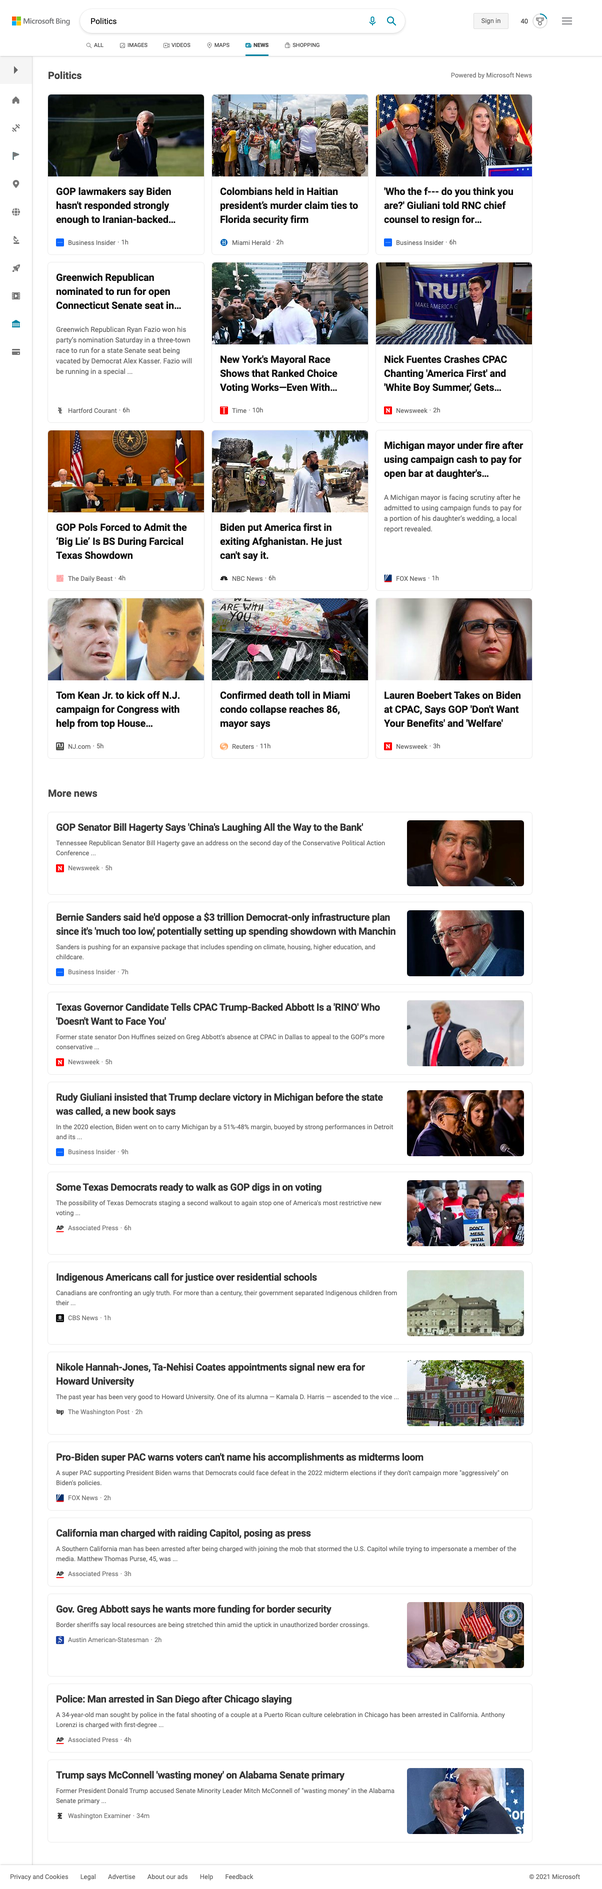 Microsoft Bing
Politics
Sign in
40
ALL
IMAGES
VIDEOS
MAPS
NEWS
SHOPPING
Politics
Powered by Microsoft News
GOP lawmakers say Biden
hasn't responded strongly
enough to Iranian-backed...
Business Insider · 1h
Colombians held in Haitian
president's murder claim ties to
Florida security firm
Miami Herald · 2h
'Who the f--- do you think you
are?' Giuliani told RNC chief
counsel to resign for...
Business Insider · 6h
Greenwich Republican
nominated to run for open
Connecticut Senate seat in...
Greenwich Republican Ryan Fazio won his
party's nomination Saturday in a three-town
race to run for a state Senate seat being
vacated by Democrat Alex Kasser. Fazio will
be running in a special ...
Hartford Courant · 6h
New York's Mayoral Race
Shows that Ranked Choice
Voting Works—Even With...
Time · 10h
TRUMP
MAKE AMERICA
Nick Fuentes Crashes CPAC
Chanting 'America First' and
'White Boy Summer,' Gets...
Newsweek · 2h
GOP Pols Forced to Admit the
'Big Lie' Is BS During Farcical
Texas Showdown
The Daily Beast · 4h
Biden put America first in
exiting Afghanistan. He just
can't say it.
NBC News · 6h
Michigan mayor under fire after
using campaign cash to pay for
open bar at daughter's...
A Michigan mayor is facing scrutiny after he
admitted to using campaign funds to pay for
a portion of his daughter's wedding, a local
report revealed.
FOX News · 1h
Tom Kean Jr. to kick off N.J.
campaign for Congress with
help from top House...
NJ.com · 5h
WE
ARE WITH
YOU
Confirmed death toll in Miami
condo collapse reaches 86,
mayor says
Reuters · 11h
Lauren Boebert Takes on Biden
at CPAC, Says GOP 'Don't Want
Your Benefits' and 'Welfare'
Newsweek · 3h
More news
GOP Senator Bill Hagerty Says 'China's Laughing All the Way to the Bank'
Tennessee Republican Senator Bill Hagerty gave an address on the second day of the Conservative Political Action
Conference ...
Newsweek · 5h
Bernie Sanders said he'd oppose a $3 trillion Democrat-only infrastructure plan
since it's 'much too low,' potentially setting up spending showdown with Manchin
Sanders is pushing for an expansive package that includes spending on climate, housing, higher education, and
childcare.
Business Insider · 7h
Texas Governor Candidate Tells CPAC Trump-Backed Abbott Is a 'RINO' Who
'Doesn't Want to Face You'
Former state senator Don Huffines seized on Greg Abbott's absence at CPAC in Dallas to appeal to the GOP's more
conservative ...
Newsweek · 5h
Rudy Giuliani insisted that Trump declare victory in Michigan before the state
was called, a new book says
In the 2020 election, Biden went on to carry Michigan by a 51%-48% margin, buoyed by strong performances in Detroit
and its ...
Business Insider · 9h
Some Texas Democrats ready to walk as GOP digs in on voting
The possibility of Texas Democrats staging a second walkout to again stop one of America's most restrictive new
voting ...
AP Associated Press · 6h
DON'T
MESS WITH
TEXAS
Indigenous Americans call for justice over residential schools
Canadians are confronting an ugly truth. For more than a century, their government separated Indigenous children from
their ...
CBS News · 1h
Nikole Hannah-Jones, Ta-Nehisi Coates appointments signal new era for
Howard University
The past year has been very good to Howard University. One of its alumna — Kamala D. Harris — ascended to the vice ...
wp The Washington Post · 2h
Pro-Biden super PAC warns voters can't name his accomplishments as midterms loom
A super PAC supporting President Biden warns that Democrats could face defeat in the 2022 midterm elections if they don't campaign more "aggressively" on
Biden's policies.
FOX News · 2h
California man charged with raiding Capitol, posing as press
A Southern California man has been arrested after being charged with joining the mob that stormed the U.S. Capitol while trying to impersonate a member of the
media. Matthew Thomas Purse, 45, was ...
AP Associated Press · 3h
Gov. Greg Abbott says he wants more funding for border security
Border sheriffs say local resources are being stretched thin amid the uptick in unauthorized border crossings.
Austin American-Statesman · 2h
Police: Man arrested in San Diego after Chicago slaying
A 34-year-old man sought by police in the fatal shooting of a couple at a Puerto Rican culture celebration in Chicago has been arrested in California. Anthony
Lorenzi is charged with first-degree ...
AP Associated Press · 4h
Trump says McConnell 'wasting money' on Alabama Senate primary
Former President Donald Trump accused Senate Minority Leader Mitch McConnell of "wasting money" in the Alabama
Senate primary ...
Washington Examiner · 34m
Privacy and Cookies
Legal
Advertise
About our ads
Help
Feedback
© 2021 Microsoft